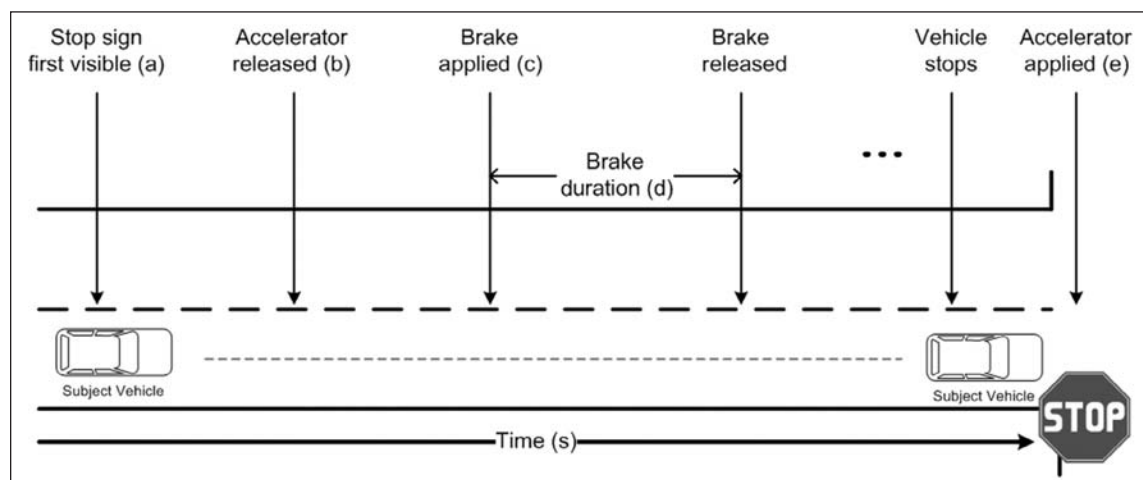 Stop sign
first visible (a)
Accelerator
released (b)
Brake
applied (c)
Brake
released
Vehicle
stops
Accelerator
applied (e)
...
Brake
duration (d)
Subject Vehicle
Subject Vehicle
STOP
Time (s)